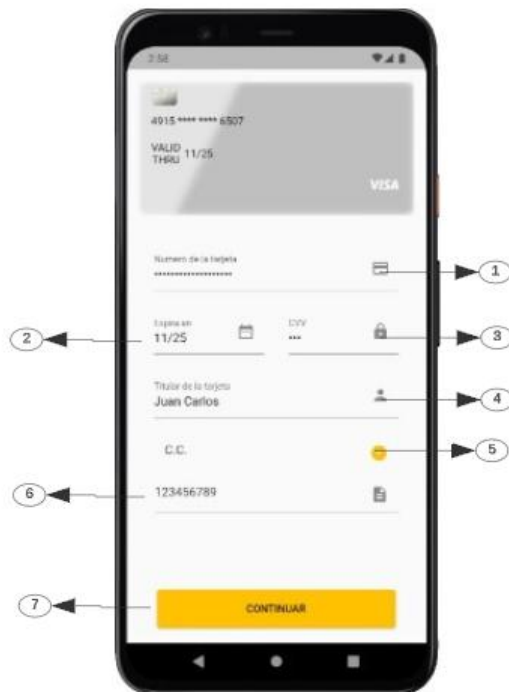 2:58
4915 **** **** 6507
VALID
THRU 11/25
VISA
Numero de la tarjeta
1
Expira en
CVV
2
11/25
3
Titular de la tarjeta
Juan Carlos
4
C.C.
5
6
123456789
7
CONTINUAR